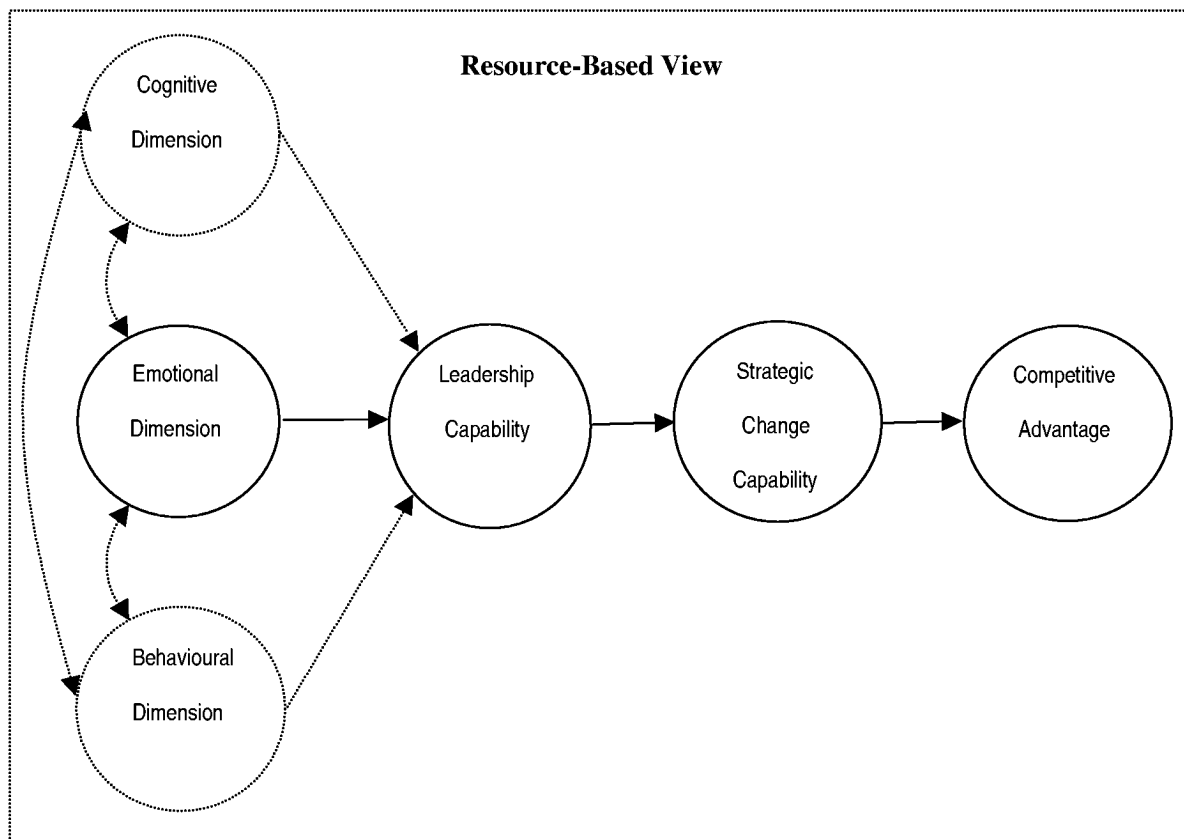 Resource-Based View
Cognitive
Dimension
Emotional
Dimension
Leadership
Capability
Strategic
Change
Capability
Competitive
Advantage
Behavioural
Dimension